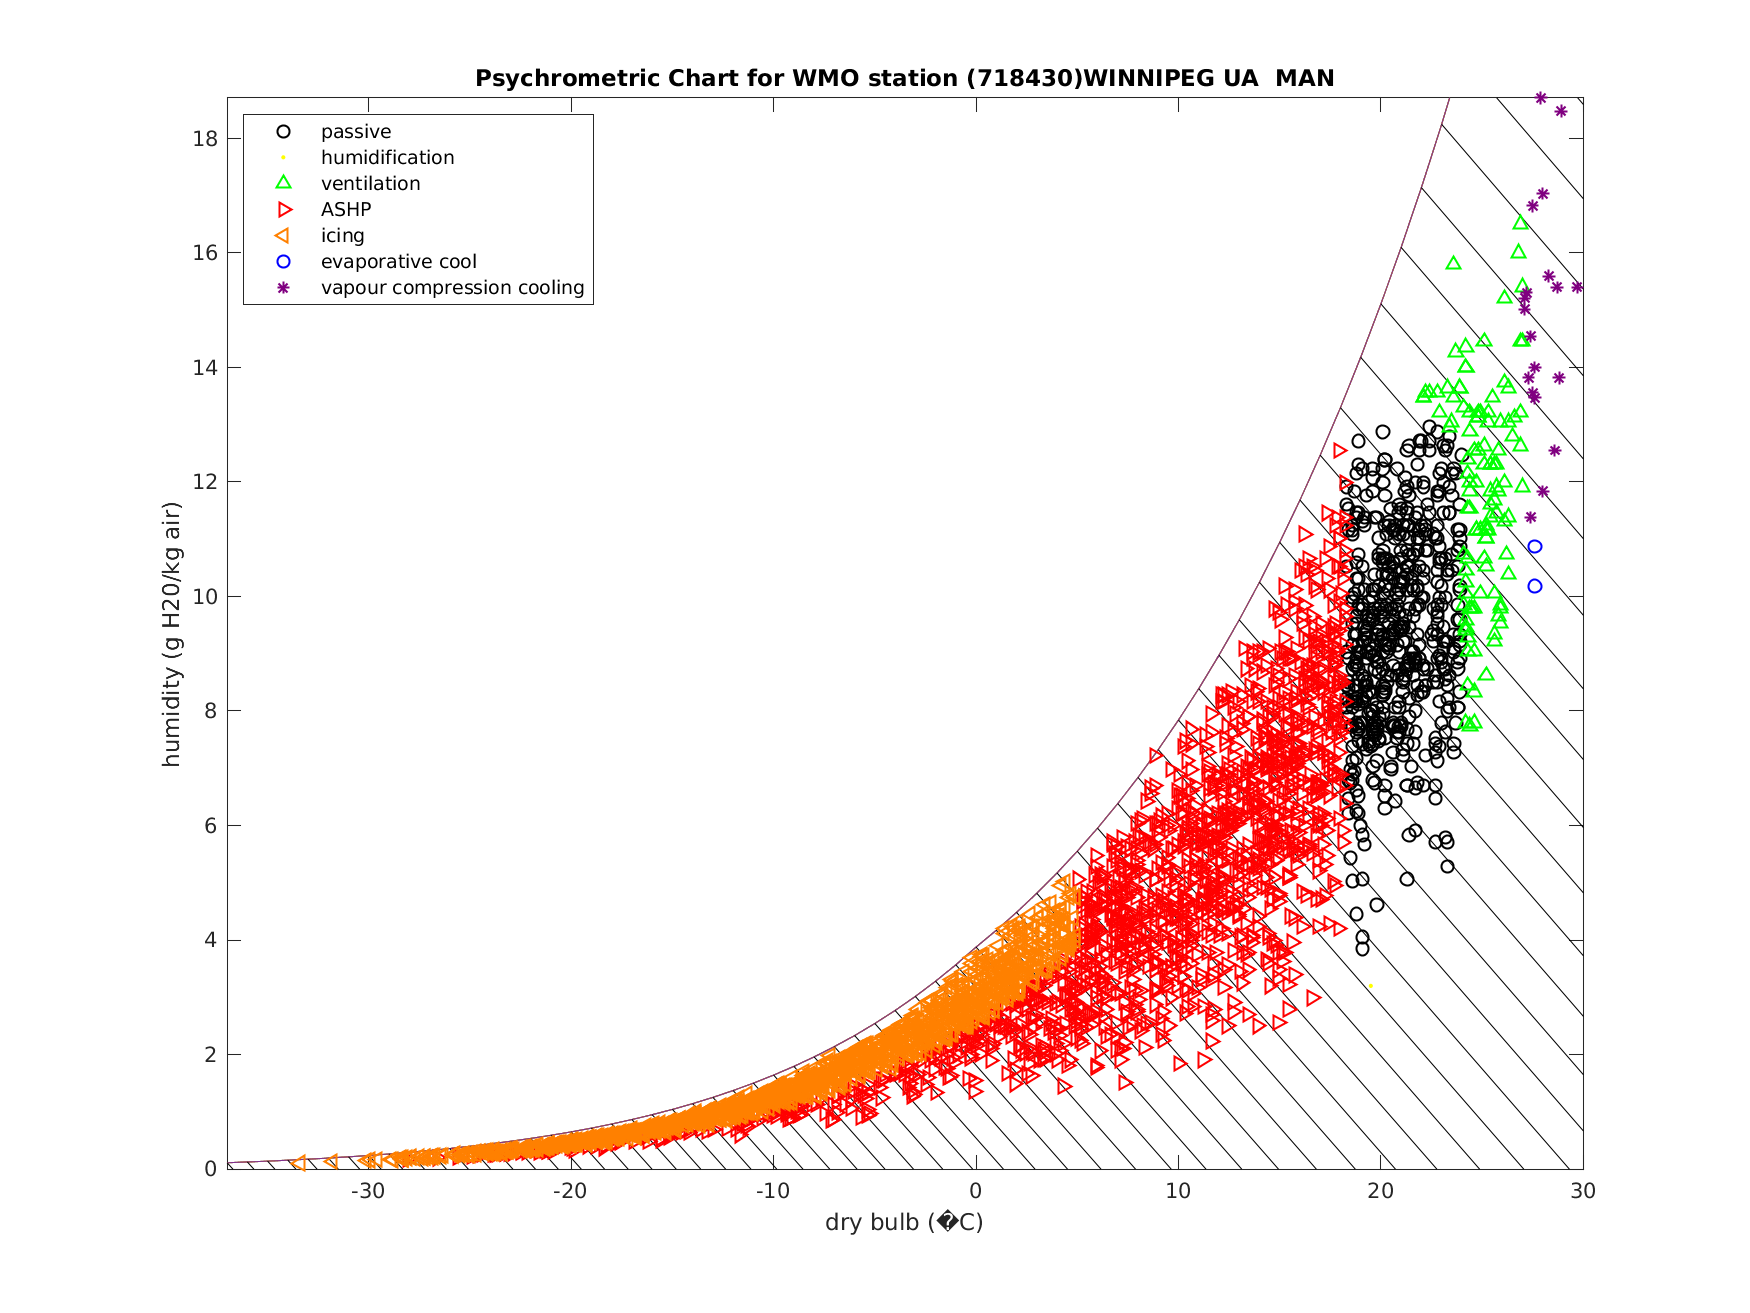 Psychrometric Chart for WMO station (718430)WINNIPEG UA  MAN
passive
humidification
ventilation
ASHP
icing
evaporative cool
vapour compression cooling
humidity (g H20/kg air)
18
16
14
12
10
8
6
4
2
0
-30
-20
-10
0
10
20
30
dry bulb (�C)